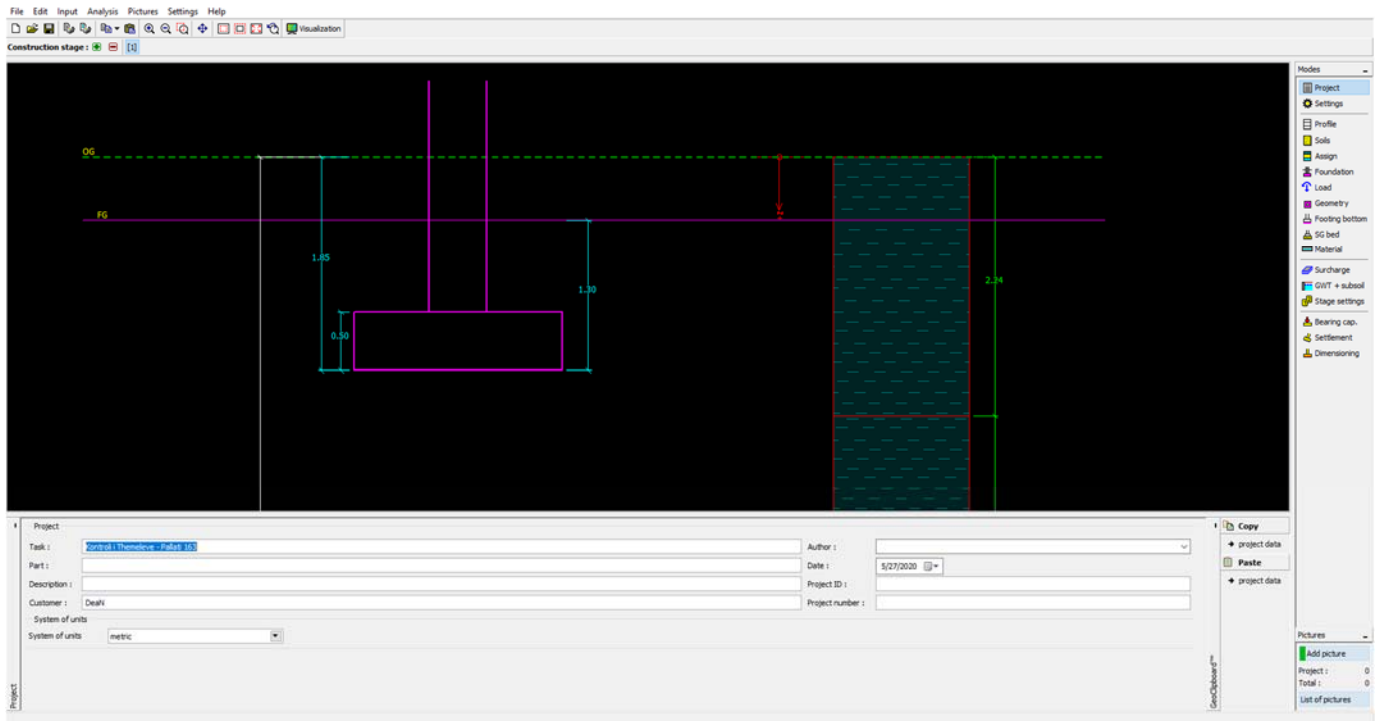 File Edit Input Analysis Pictures Settings Help
Visualization
Construction stage : [1]
OG
FG
1.85
1.30
0.50
2.24
Modes
Project
Settings
Profile
Soils
Assign
Foundation
Load
Geometry
Footing bottom
SG bed
Material
Surcharge
GWT + subsoil
Stage settings
Bearing cap.
Settlement
Dimensioning
Project
Task : Kontroli i Themeleve - Pallati 163 Author :
Part : Date : 5/27/2020
Description : Project ID :
Customer : DeaN Project number :
System of units
System of units metric
Project
GeoClipboard™
Copy
project data
Paste
project data
Pictures
Add picture
Project : 0
Total : 0
List of pictures